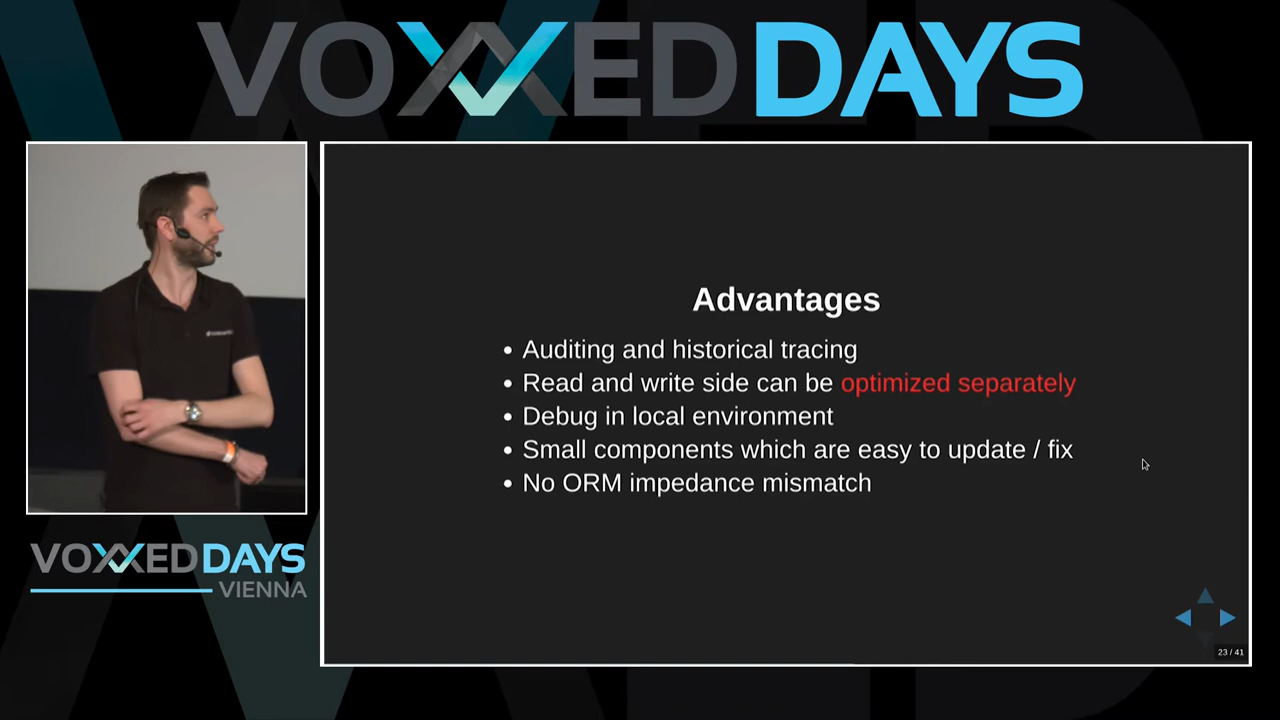 VOXXED DAYS
Advantages
Auditing and historical tracing
Read and write side can be optimized separately
Debug in local environment
Small components which are easy to update / fix
No ORM impedance mismatch
VOXXED DAYS
VIENNA
23 / 41